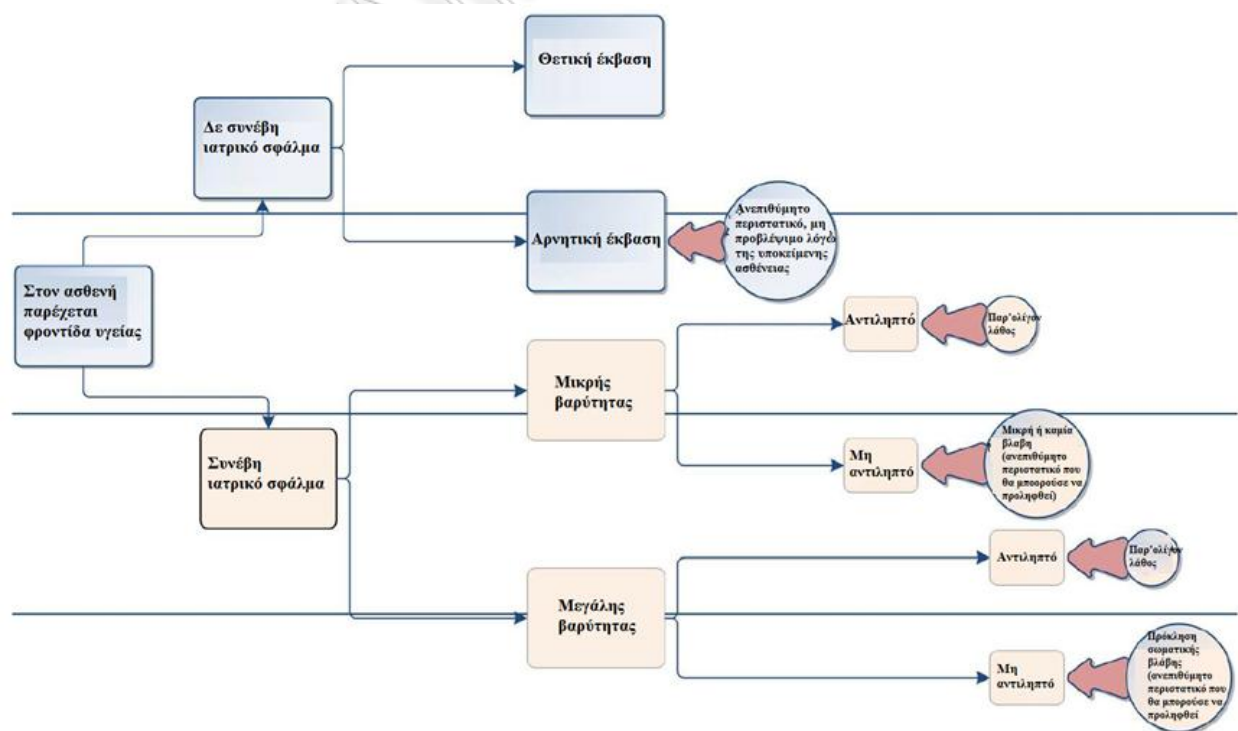 Θετική έκβαση
Δε συνέβη
ιατρικό σφάλμα
Αρνητική έκβαση
Ανεπιθύμητο
περιστατικό, μη
προβλέψιμο λόγω
της υποκείμενης
ασθένειας
Στον ασθενή
παρέχεται
φροντίδα υγείας
Αντιληπτό
Παρ'ολίγον
λάθος
Μικρής
βαρύτητας
Μη
αντιληπτό
Μικρή ή καμία
βλαβη
(ανεπιθύμητο
περιστατικό που
θα μποορούσε να
προληφθεί)
Συνέβη
ιατρικό σφάλμα
Αντιληπτό
Παρ'ολίγον
λάθος
Μεγάλης
βαρύτητας
Μη
αντιληπτό
Πρόκληση
σωματικής
βλάβης
(ανεπιθύμητο
περιστατικό που
θα μπορούσε να
προληφθεί